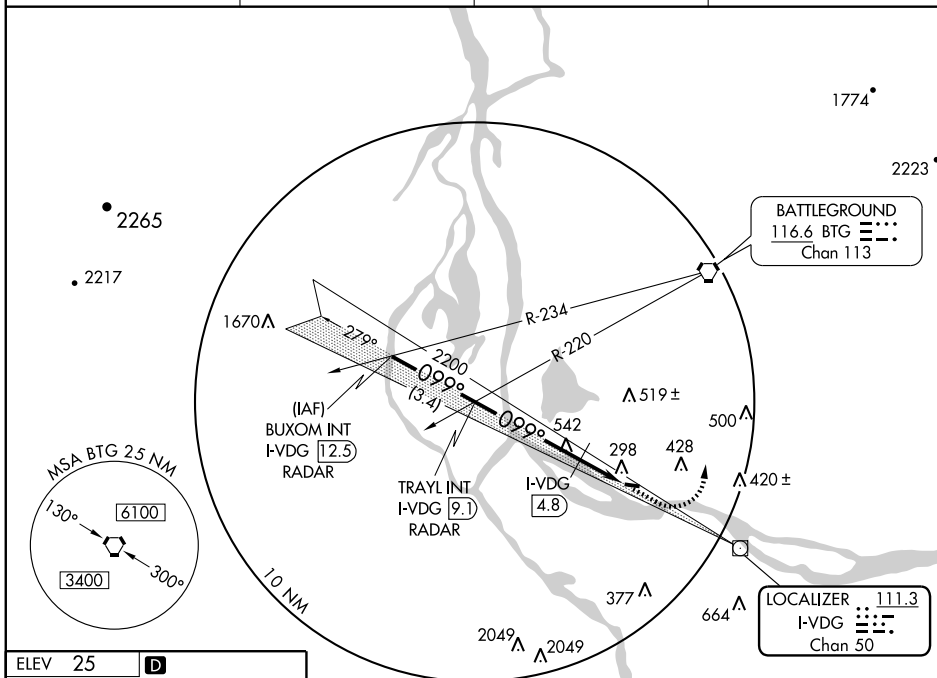 1774
2223
2265
BATTLEGROUND
116.6 BTG
Chan 113
2217
R-234
1670
279°
2200
R-220
099°
(3.4)
519 ±
(IAF)
BUXOM INT
I-VDG 12.5
RADAR
099°
542
500
298
428
MSA BTG 25 NM
TRAYL INT
I-VDG 9.1
RADAR
I-VDG
4.8
420 ±
130°
6100
3400
300°
10 NM
377
664
LOCALIZER 111.3
I-VDG
Chan 50
2049
2049
ELEV 25 D